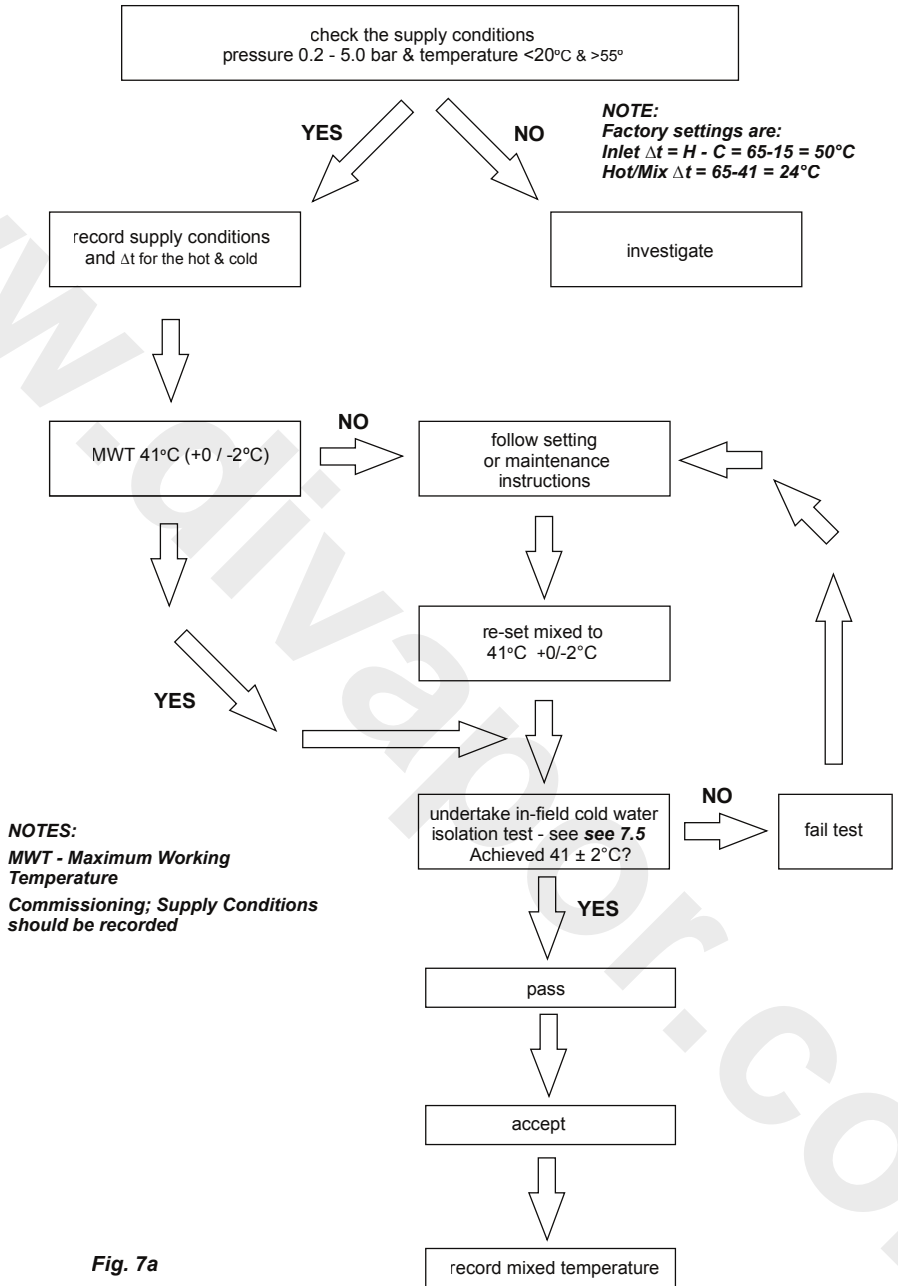 check the supply conditions
pressure 0.2 - 5.0 bar & temperature <20ºC & >55º
YES
NO
NOTE:
Factory settings are:
Inlet Δt = H - C = 65-15 = 50°C
Hot/Mix Δt = 65-41 = 24°C
record supply conditions
and Δt for the hot & cold
investigate
MWT 41ºC (+0 / -2ºC)
NO
follow setting
or maintenance
instructions
re-set mixed to
41ºC +0/-2°C
YES
undertake in-field cold water
isolation test - see see 7.5
Achieved 41 ± 2°C?
NO
fail test
NOTES:
MWT - Maximum Working
Temperature
Commissioning; Supply Conditions
should be recorded
YES
pass
accept
record mixed temperature
Fig. 7a
www.divapor.com